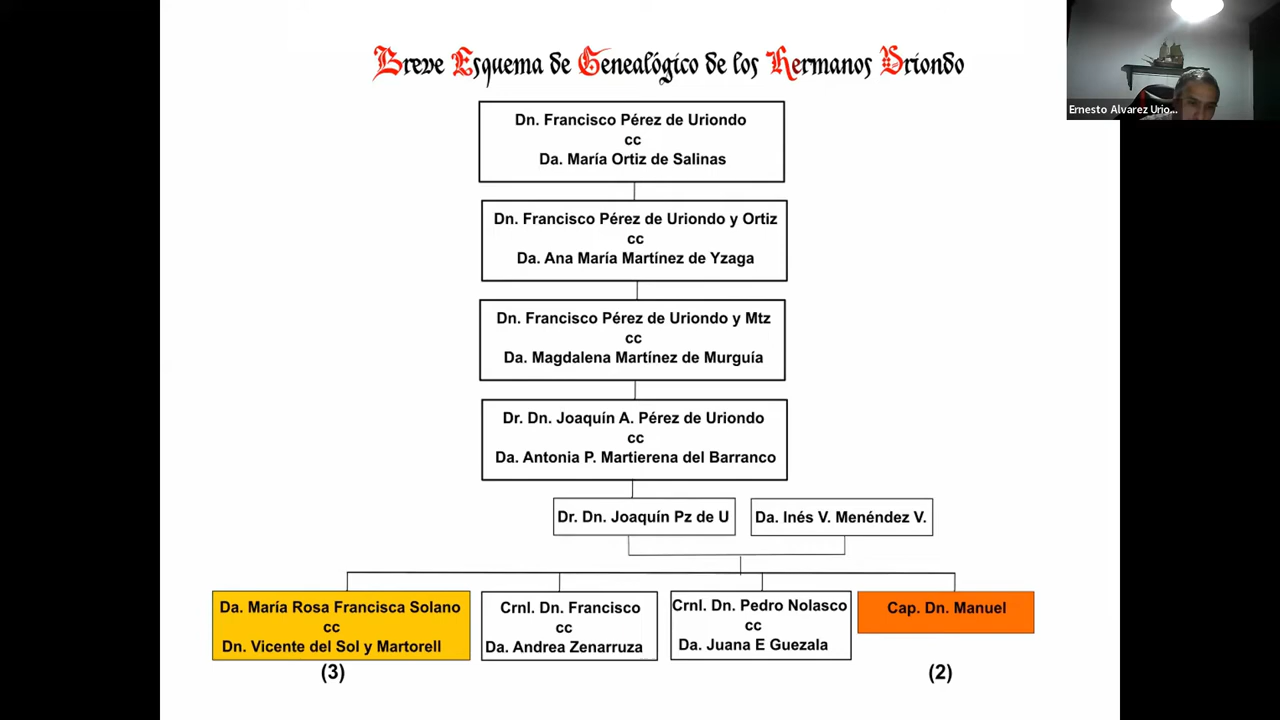 Breve Esquema de Genealógico de los Hermanos Uriondo
Ernesto Alvarez Urio...
Dn. Francisco Pérez de Uriondo
cc
Da. María Ortiz de Salinas
Dn. Francisco Pérez de Uriondo y Ortiz
cc
Da. Ana María Martínez de Yzaga
Dn. Francisco Pérez de Uriondo y Mtz
cc
Da. Magdalena Martínez de Murguía
Dr. Dn. Joaquín A. Pérez de Uriondo
cc
Da. Antonia P. Martierena del Barranco
Dr. Dn. Joaquín Pz de U
Da. Inés V. Menéndez V.
Da. María Rosa Francisca Solano
cc
Dn. Vicente del Sol y Martorell
(3)
Crnl. Dn. Francisco
cc
Da. Andrea Zenarruza
Crnl. Dn. Pedro Nolasco
cc
Da. Juana E Guezala
Cap. Dn. Manuel
(2)